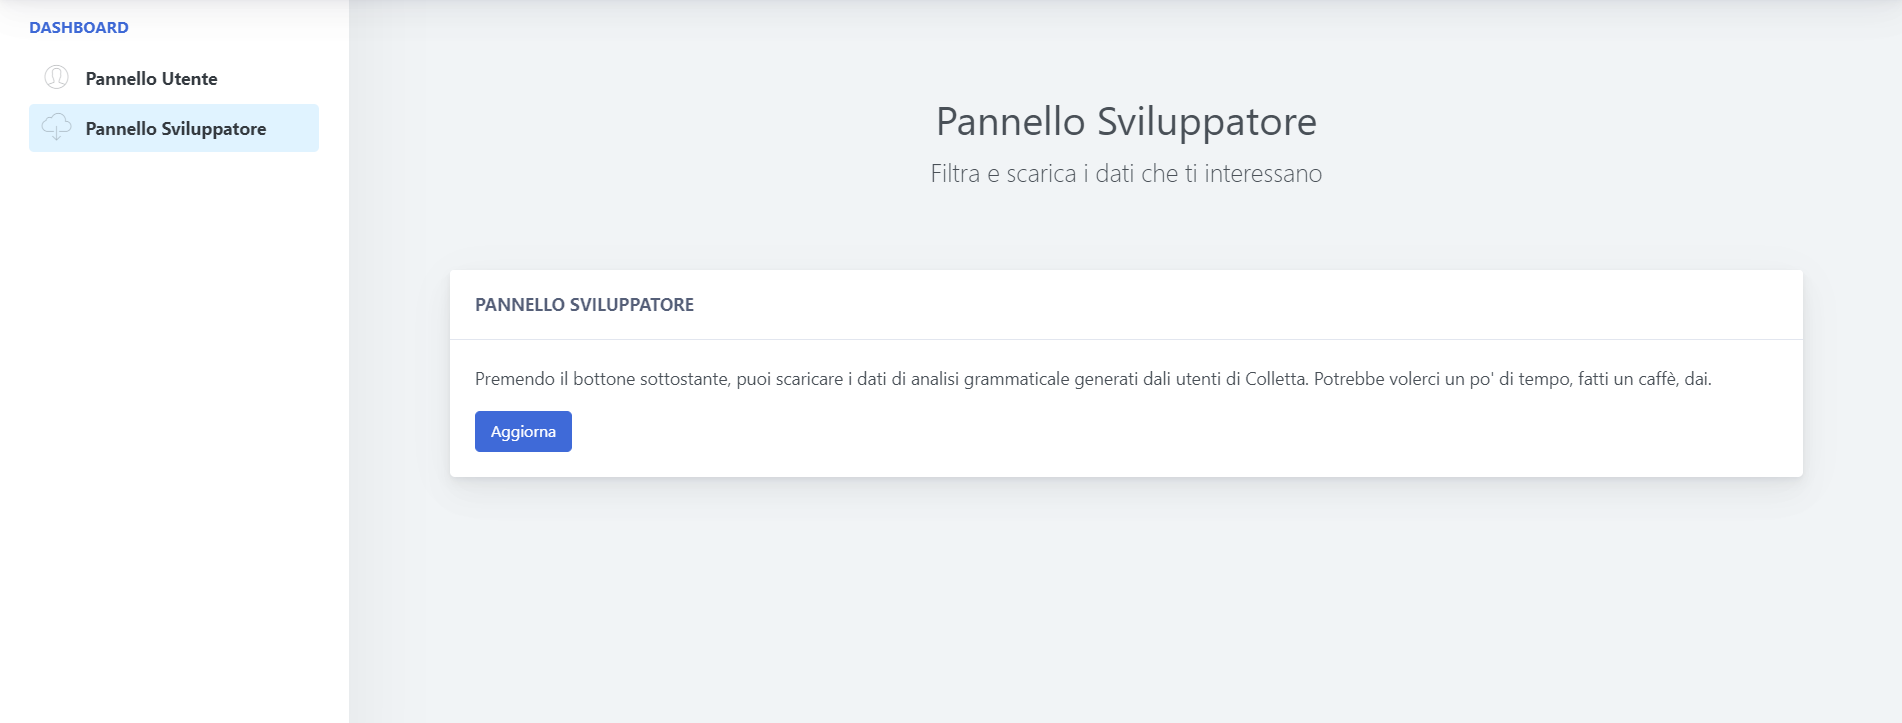 DASHBOARD
Pannello Utente
Pannello Sviluppatore
Pannello Sviluppatore
Filtra e scarica i dati che ti interessano
PANNELLO SVILUPPATORE
Premendo il bottone sottostante, puoi scaricare i dati di analisi grammaticale generati dali utenti di Colletta. Potrebbe volerci un po' di tempo, fatti un caffè, dai.
Aggiorna